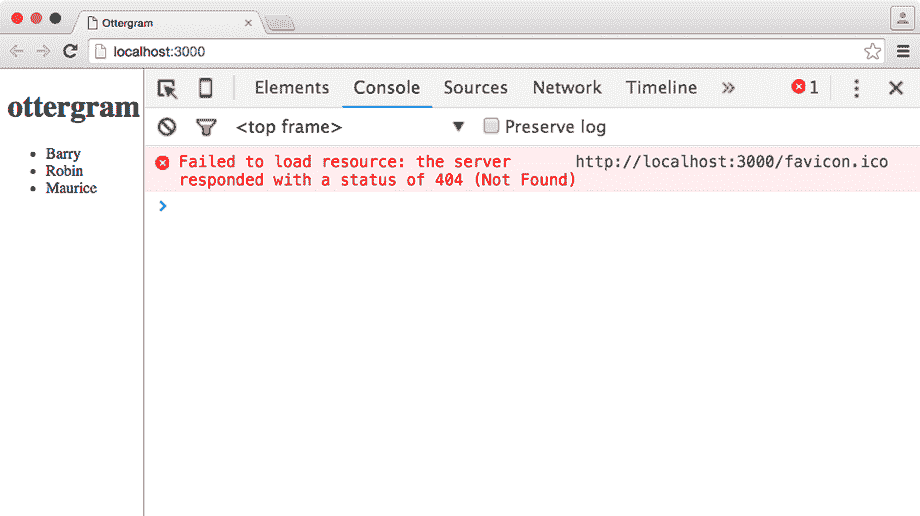 Ottergram
localhost:3000
ottergram
Barry
Robin
Maurice
Elements Console Sources Network Timeline » 1
<top frame> Preserve log
Failed to load resource: the server http://localhost:3000/favicon.ico
responded with a status of 404 (Not Found)